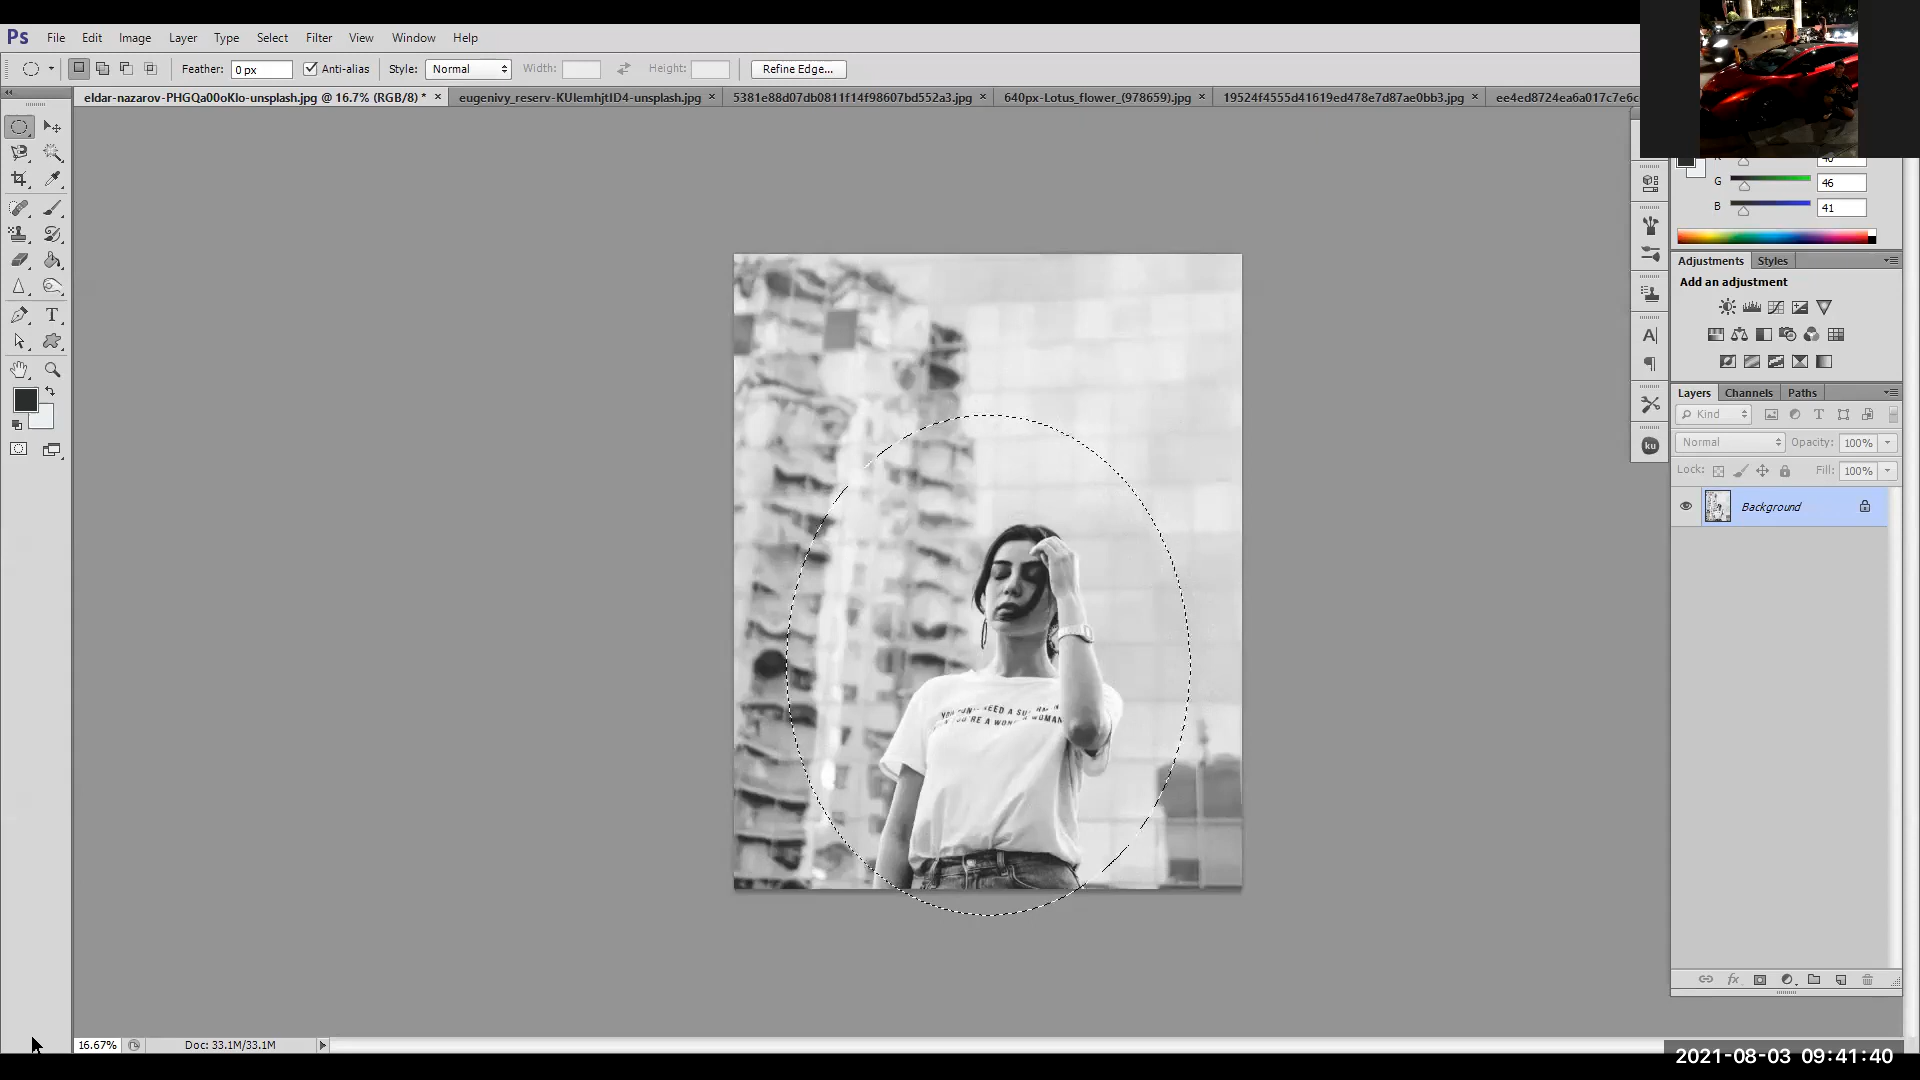 Ps File Edit Image Layer Type Select Filter View Window Help
Feather: 0 px Anti-alias Style: Normal Width: Height: Refine Edge...
eldar-nazarov-PHGQa00oKlo-unsplash.jpg @ 16.7% (RGB/8) * × eugenivy_reserv-KUlemhjtID4-unsplash.jpg × 5381e88d07db0811f14f98607bd552a3.jpg × 640px-Lotus_flower_(978659).jpg × 19524f4555d41619ed478e7d87ae0bb3.jpg × ee4ed8724ea6a017c7e6c
G 46
B 41
Adjustments Styles
Add an adjustment
Layers Channels Paths
Kind
Normal Opacity: 100%
Lock: Fill: 100%
Background
ku
T
A
fx
16.67% Doc: 33.1M/33.1M
2021-08-03 09:41:40